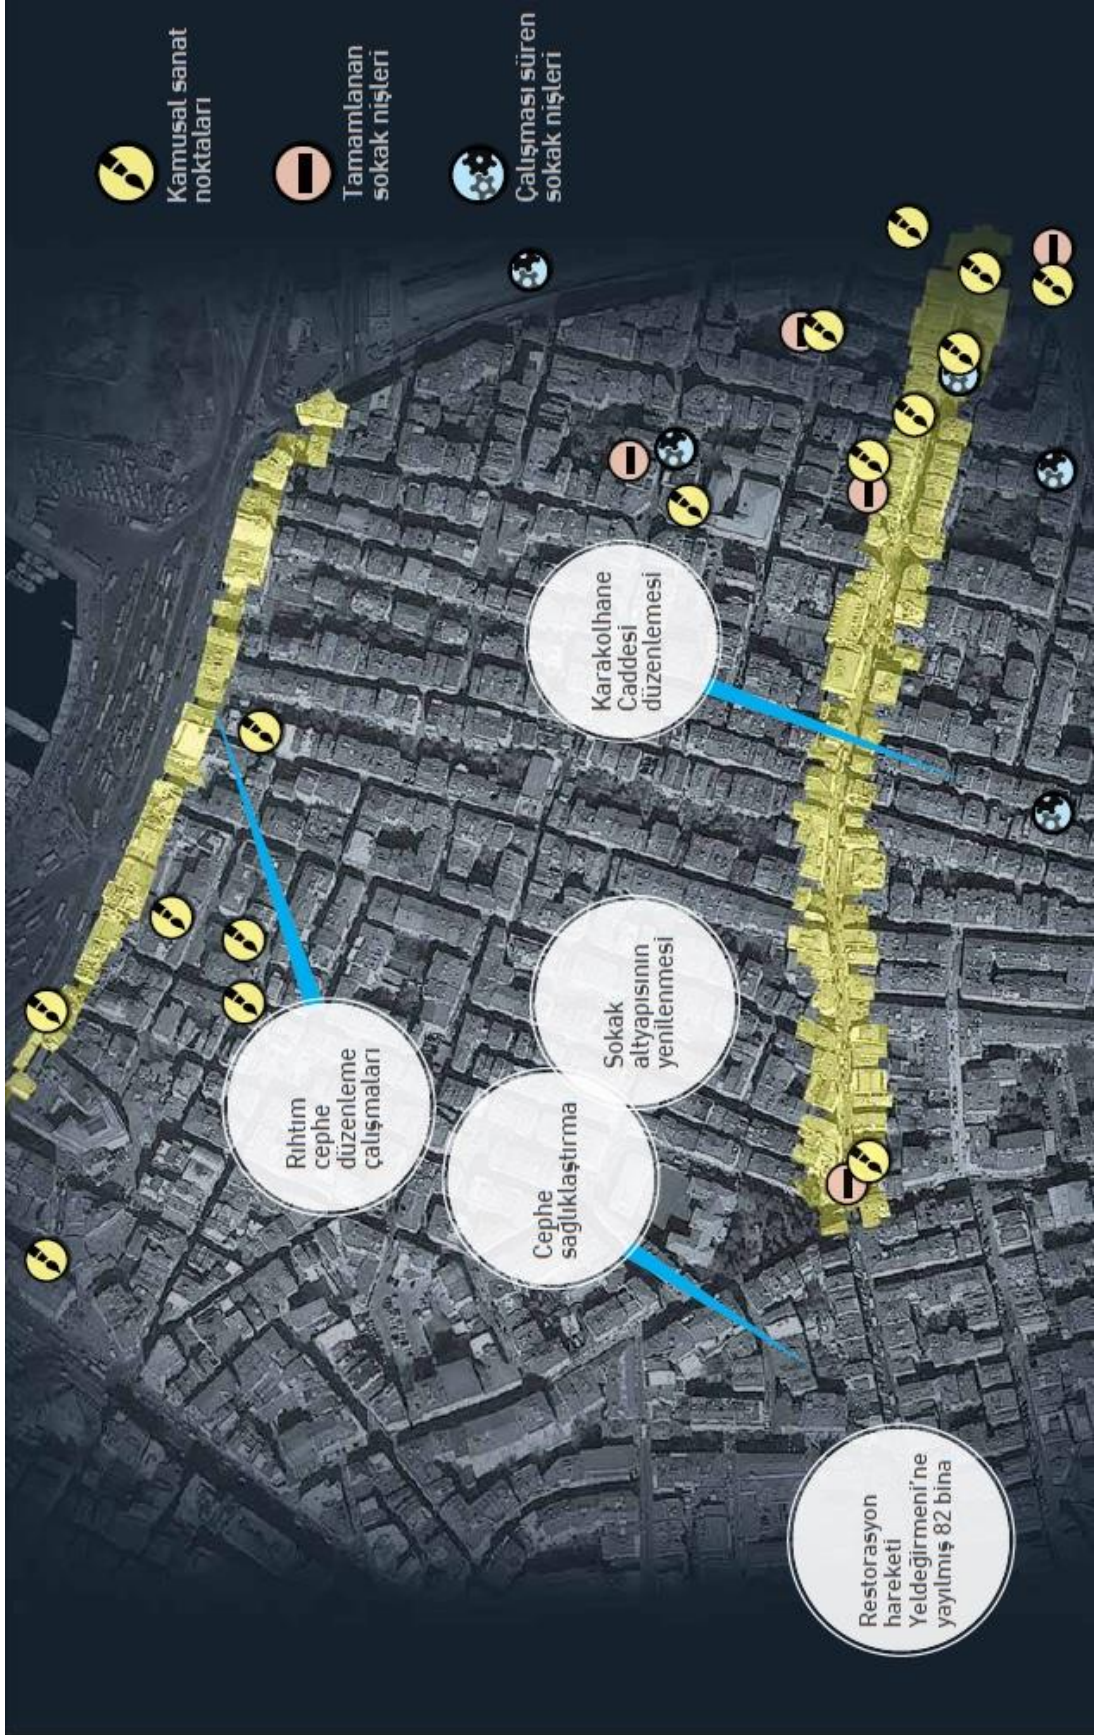 Kamusal sanat
noktaları
Tamamlanan
sokak nişleri
Çalışması süren
sokak nişleri
Rıhtım
cephe
düzenleme
çalışmaları
Cephe
sağlıklaştırma
Sokak
altyapısının
yenilenmesi
Karakolhane
Caddesi
düzenlemesi
Restorasyon
hareketi
Yeldeğirmeni'ne
yayılmış 82 bina